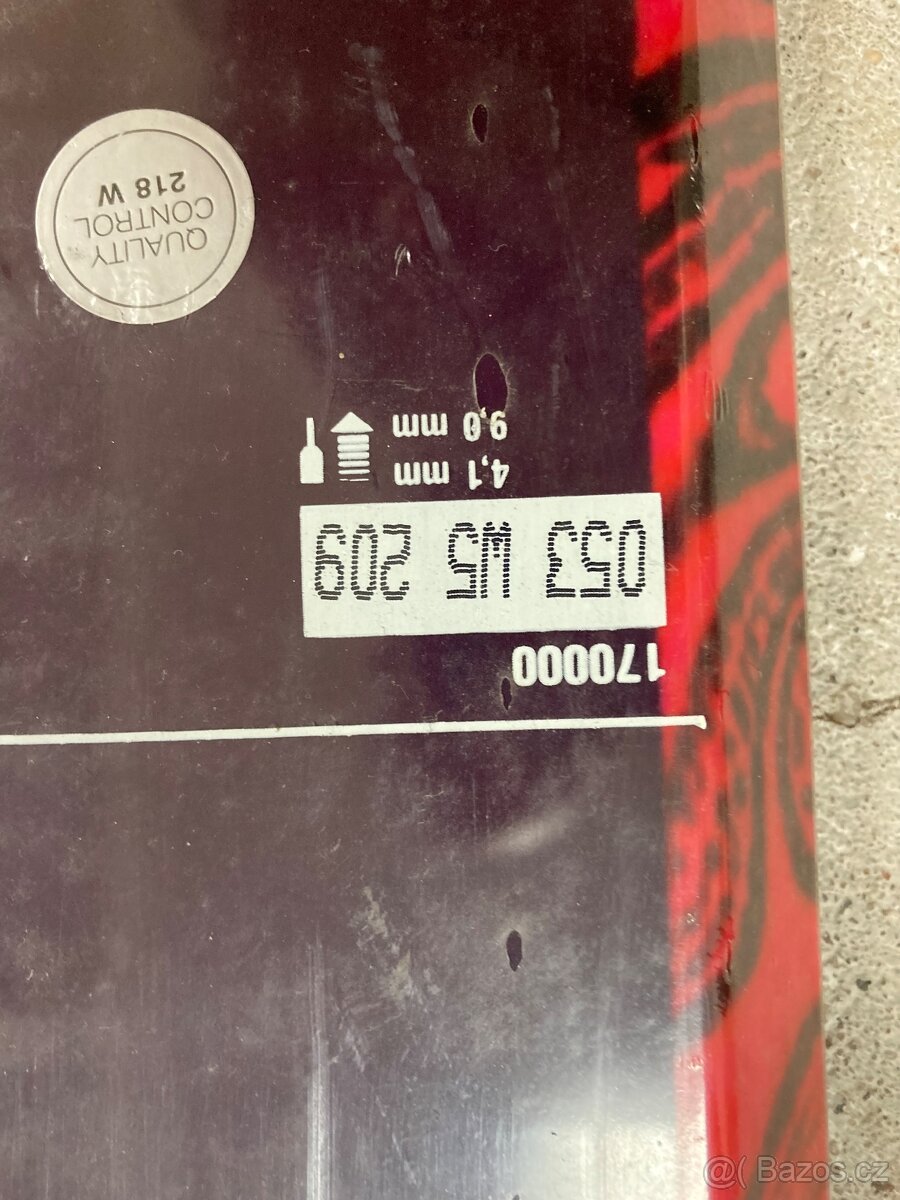 170000
053 W5 209
4,1 mm
9,0 mm
QUALITY
CONTROL
218 W
@( Bazos.cz